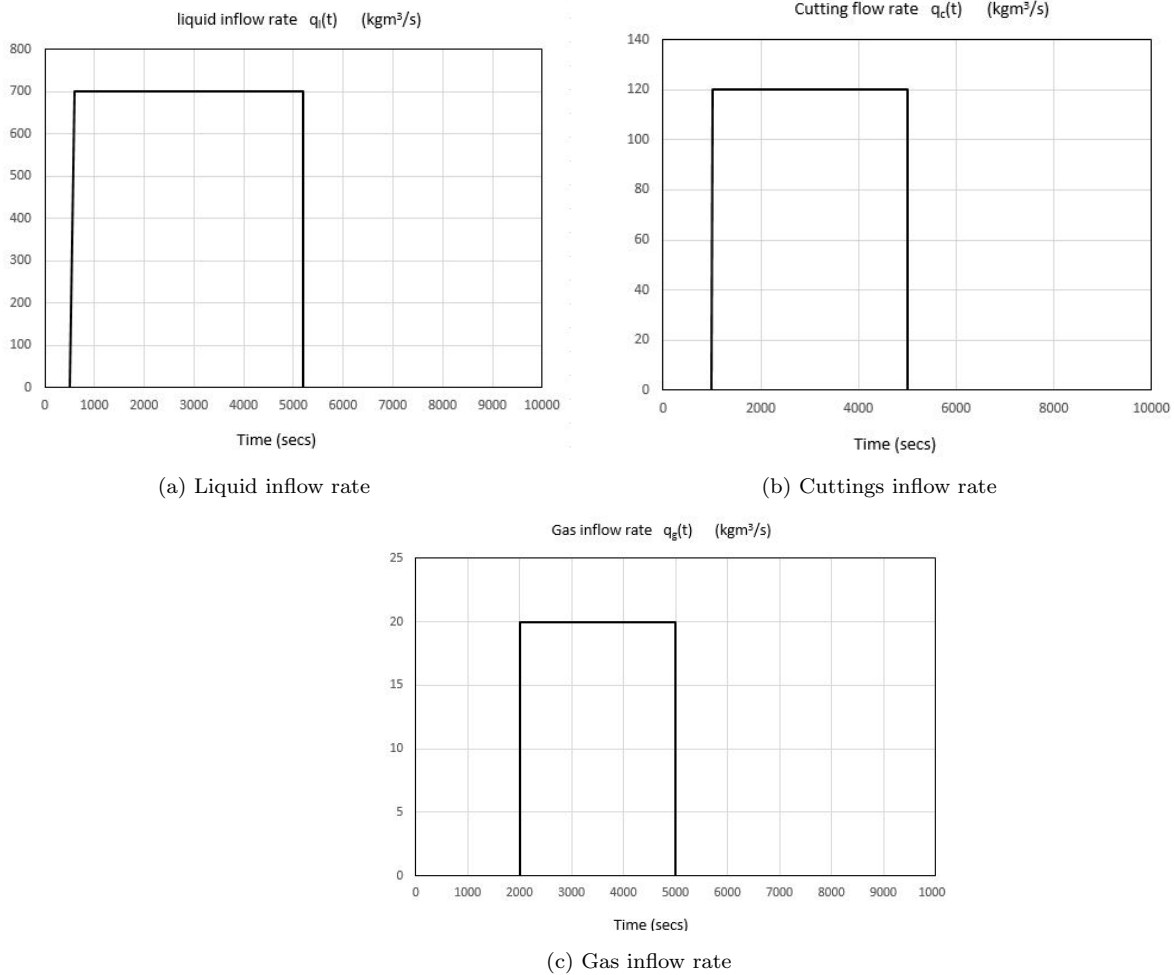 liquid inflow rate qₗ(t) (kgm³/s)
800
700
600
500
400
300
200
100
0
0 1000 2000 3000 4000 5000 6000 7000 8000 9000 10000
Time (secs)
(a) Liquid inflow rate
Cutting flow rate q_c(t) (kgm³/s)
140
120
100
80
60
40
20
0
0 2000 4000 6000 8000 10000
Time (secs)
(b) Cuttings inflow rate
Gas inflow rate q_g(t) (kgm³/s)
25
20
15
10
5
0
0 1000 2000 3000 4000 5000 6000 7000 8000 9000 1000
Time (secs)
(c) Gas inflow rate